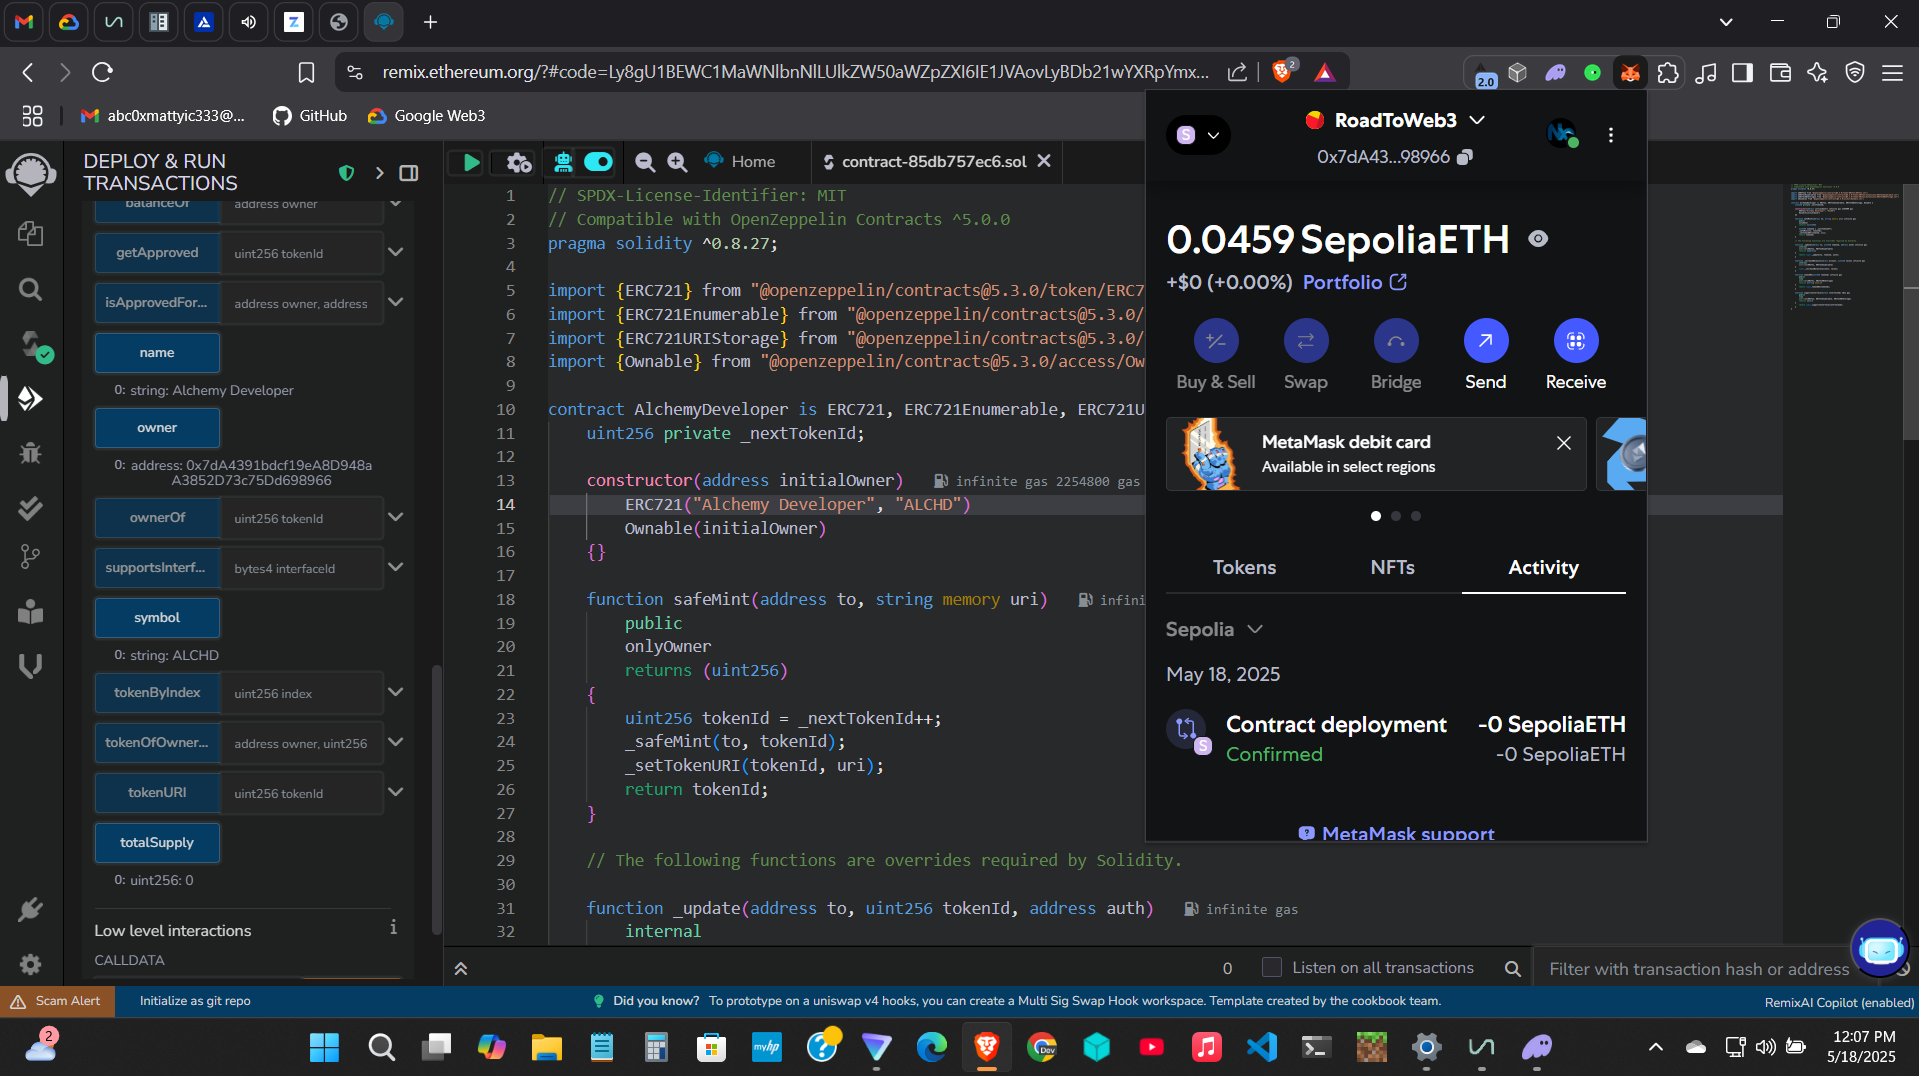 remix.ethereum.org/?#code=Ly8gU1BEWC1MaWNlbnNlLUlkZW50aWZpZXI6IE1JVAovLyBDb21wYXRpYmx...
2
2.0
abc0xmattyic333@...
GitHub
Google Web3
DEPLOY & RUN
TRANSACTIONS
balanceOf address owner
getApproved uint256 tokenId
isApprovedFor... address owner, address
name
0: string: Alchemy Developer
owner
0: address: 0x7dA4391bdcf19eA8D948a
A3852D73c75Dd698966
ownerOf uint256 tokenId
supportsInterf... bytes4 interfaceId
symbol
0: string: ALCHD
tokenByIndex uint256 index
tokenOfOwner... address owner, uint256
tokenURI uint256 tokenId
totalSupply
0: uint256: 0
Low level interactions
CALLDATA
Home
contract-85db757ec6.sol
1 // SPDX-License-Identifier: MIT
2 // Compatible with OpenZeppelin Contracts ^5.0.0
3 pragma solidity ^0.8.27;
4
5 import {ERC721} from "@openzeppelin/contracts@5.3.0/token/ERC7
6 import {ERC721Enumerable} from "@openzeppelin/contracts@5.3.0/
7 import {ERC721URIStorage} from "@openzeppelin/contracts@5.3.0/
8 import {Ownable} from "@openzeppelin/contracts@5.3.0/access/Ow
9
10 contract AlchemyDeveloper is ERC721, ERC721Enumerable, ERC721U
11 uint256 private _nextTokenId;
12
13 constructor(address initialOwner) infinite gas 2254800 gas
14 ERC721("Alchemy Developer", "ALCHD")
15 Ownable(initialOwner)
16 {}
17
18 function safeMint(address to, string memory uri) infini
19 public
20 onlyOwner
21 returns (uint256)
22 {
23 uint256 tokenId = _nextTokenId++;
24 _safeMint(to, tokenId);
25 _setTokenURI(tokenId, uri);
26 return tokenId;
27 }
28
29 // The following functions are overrides required by Solidity.
30
31 function _update(address to, uint256 tokenId, address auth) infinite gas
32 internal
S
RoadToWeb3
0x7dA43...98966
0.0459 SepoliaETH
+$0 (+0.00%) Portfolio
Buy & Sell
Swap
Bridge
Send
Receive
MetaMask debit card
Available in select regions
Tokens
NFTs
Activity
Sepolia
May 18, 2025
Contract deployment -0 SepoliaETH
S
Confirmed -0 SepoliaETH
MetaMask support
0
Listen on all transactions
Filter with transaction hash or address
Scam Alert
Initialize as git repo
Did you know? To prototype on a uniswap v4 hooks, you can create a Multi Sig Swap Hook workspace. Template created by the cookbook team.
RemixAI Copilot (enabled)
2
myhp
Dev
12:07 PM
5/18/2025